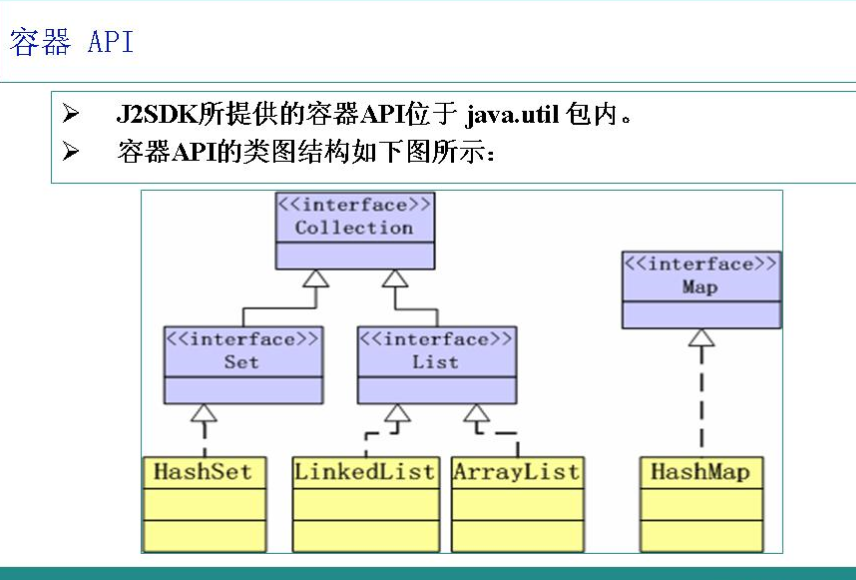 容器 API
J2SDK所提供的容器API位于 java.util 包内。
容器API的类图结构如下图所示：
<<interface>>
Collection
<<interface>>
Map
<<interface>>
Set
<<interface>>
List
HashSet
LinkedList
ArrayList
HashMap